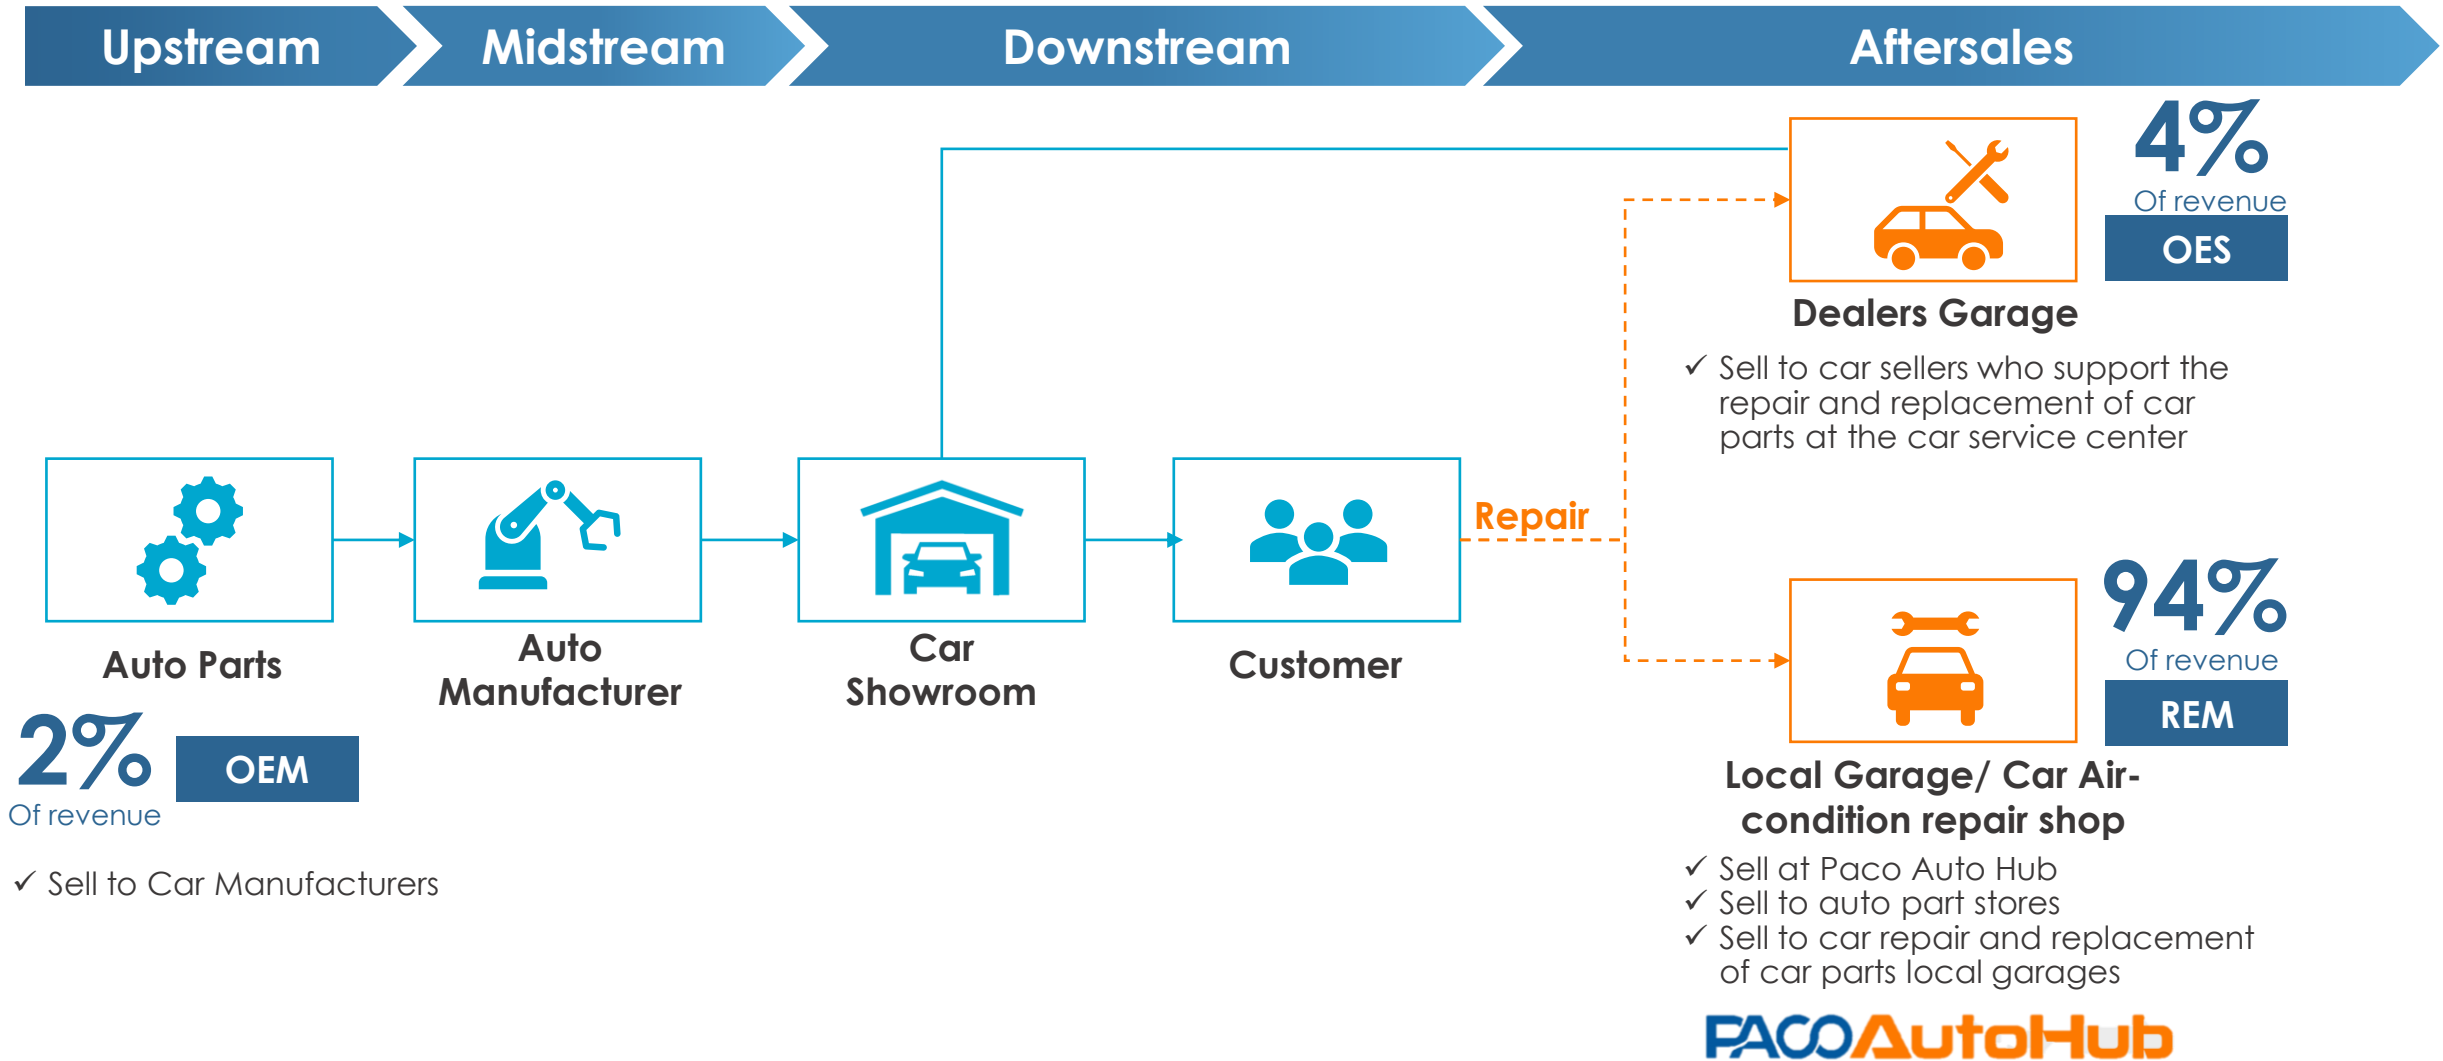 Upstream
Midstream
Downstream
Aftersales
4%
Of revenue
OES
Dealers Garage
✓ Sell to car sellers who support the
repair and replacement of car
parts at the car service center
Repair
Auto Parts
Auto
Manufacturer
Car
Showroom
Customer
2%
Of revenue
OEM
✓ Sell to Car Manufacturers
94%
Of revenue
REM
Local Garage/ Car Air-
condition repair shop
✓ Sell at Paco Auto Hub
✓ Sell to auto part stores
✓ Sell to car repair and replacement
of car parts local garages
PACO AutoHub